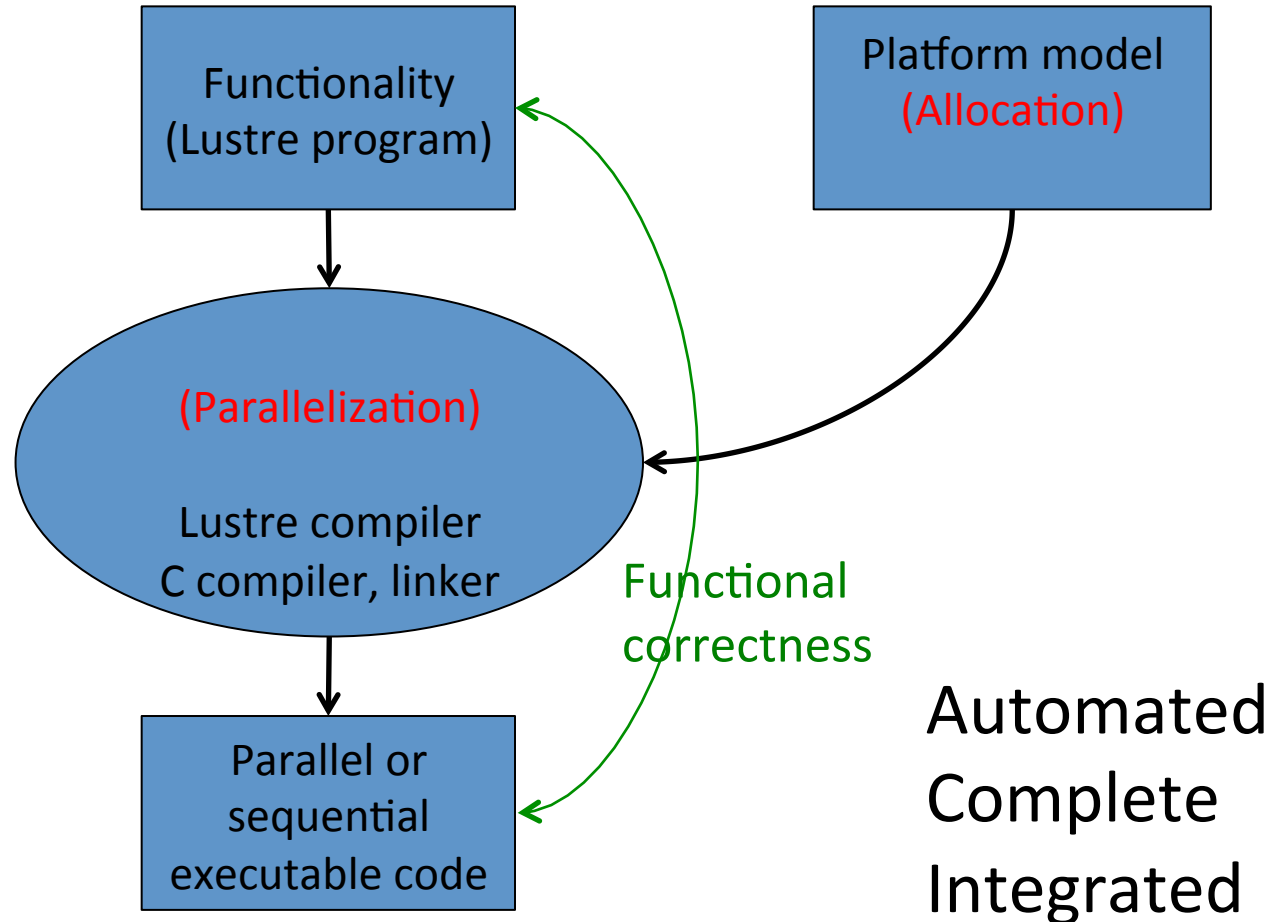 Functionality
(Lustre program)
Platform model
(Allocation)
(Parallelization)
Lustre compiler
C compiler, linker
Functional
correctness
Parallel or
sequential
executable code
Automated
Complete
Integrated